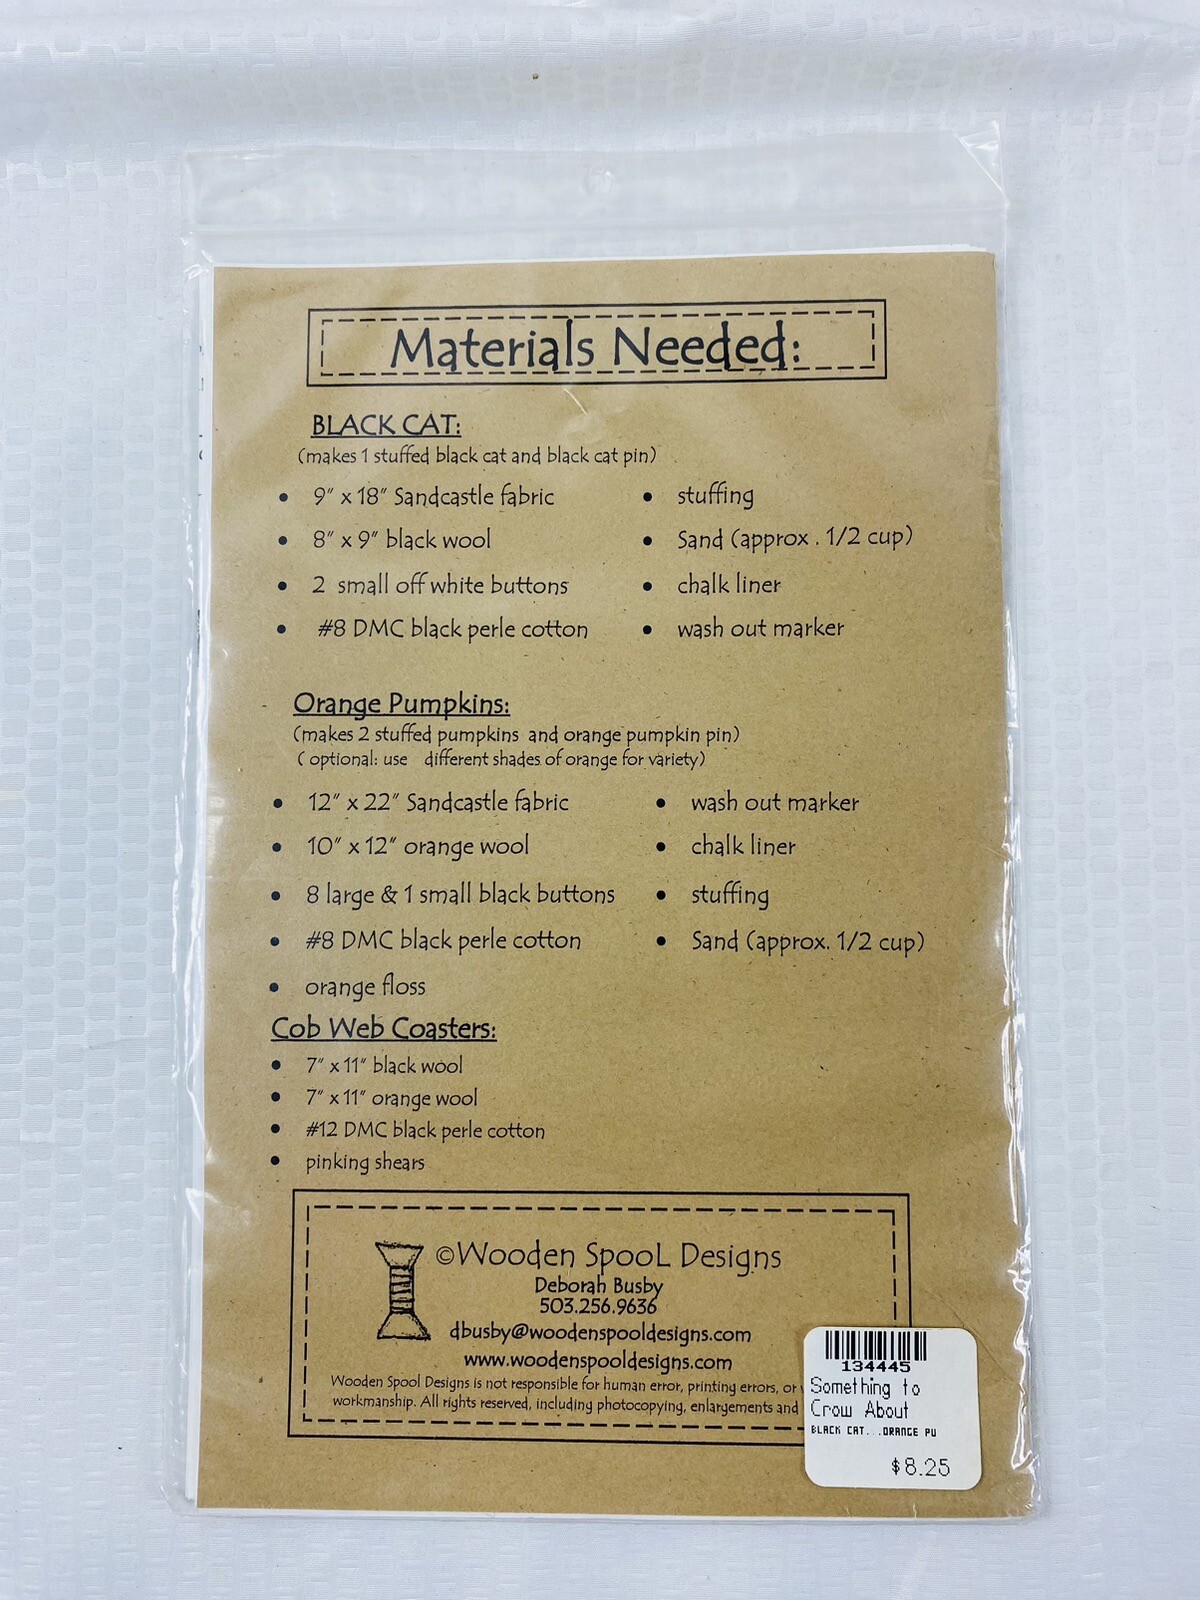 Materials Needed:
BLACK CAT:
(makes 1 stuffed black cat and black cat pin)
• 9" x 18" Sandcastle fabric
• 8" x 9" black wool
• 2 small off white buttons
• #8 DMC black perle cotton
• stuffing
• Sand (approx . 1/2 cup)
• chalk liner
• wash out marker
- Orange Pumpkins:
(makes 2 stuffed pumpkins and orange pumpkin pin)
( optional: use different shades of orange for variety)
• 12" x 22" Sandcastle fabric
• 10" x 12" orange wool
• 8 large & 1 small black buttons
• #8 DMC black perle cotton
• orange floss
• wash out marker
• chalk liner
• stuffing
• Sand (approx. 1/2 cup)
Cob Web Coasters:
• 7" x 11" black wool
• 7" x 11" orange wool
• #12 DMC black perle cotton
• pinking shears
©Wooden SpooL Designs
Deborah Busby
503.256.9636
dbusby@woodenspooldesigns.com
www.woodenspooldesigns.com
Wooden Spool Designs is not responsible for human error, printing errors, or
workmanship. All rights reserved, including photocopying, enlargements and
134445
Something to
Crow About
BLACK CAT...ORANGE PU
$8.25